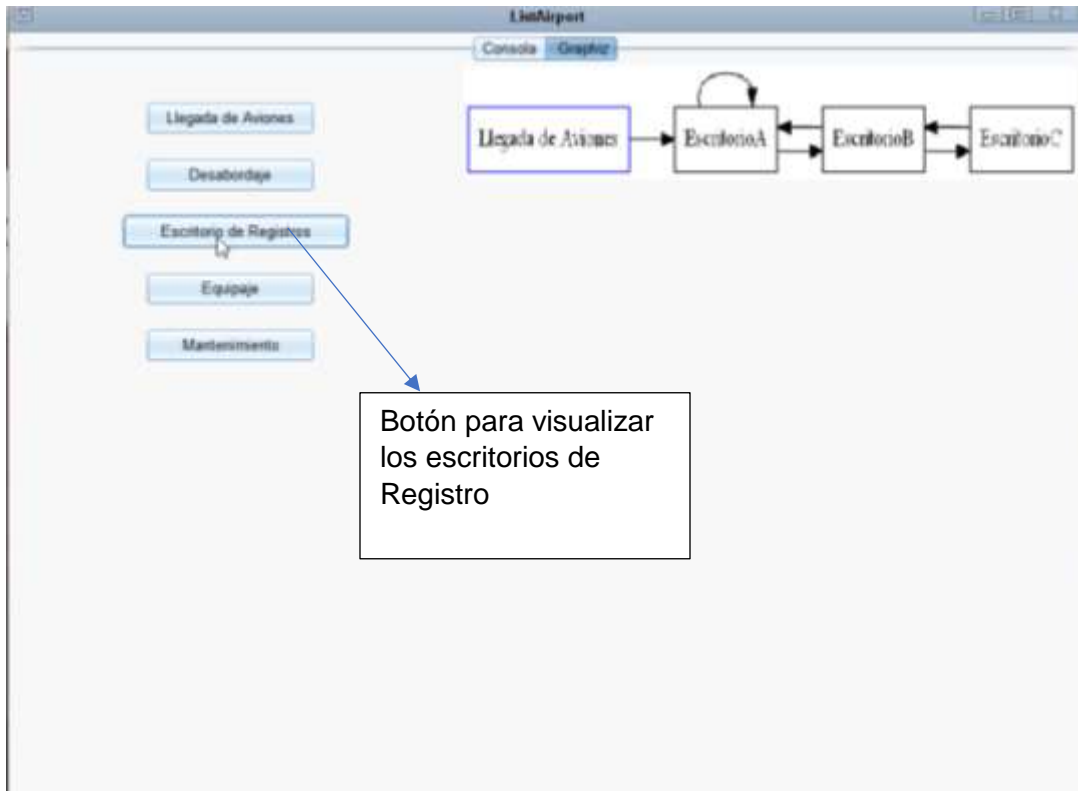 ListAirport
Consola Graphviz
Llegada de Aviones
Desabordaje
Escritorio de Registros
Equipaje
Mantenimiento
Llegada de Aviones EscritorioA EscritorioB EscritorioC
Botón para visualizar
los escritorios de
Registro